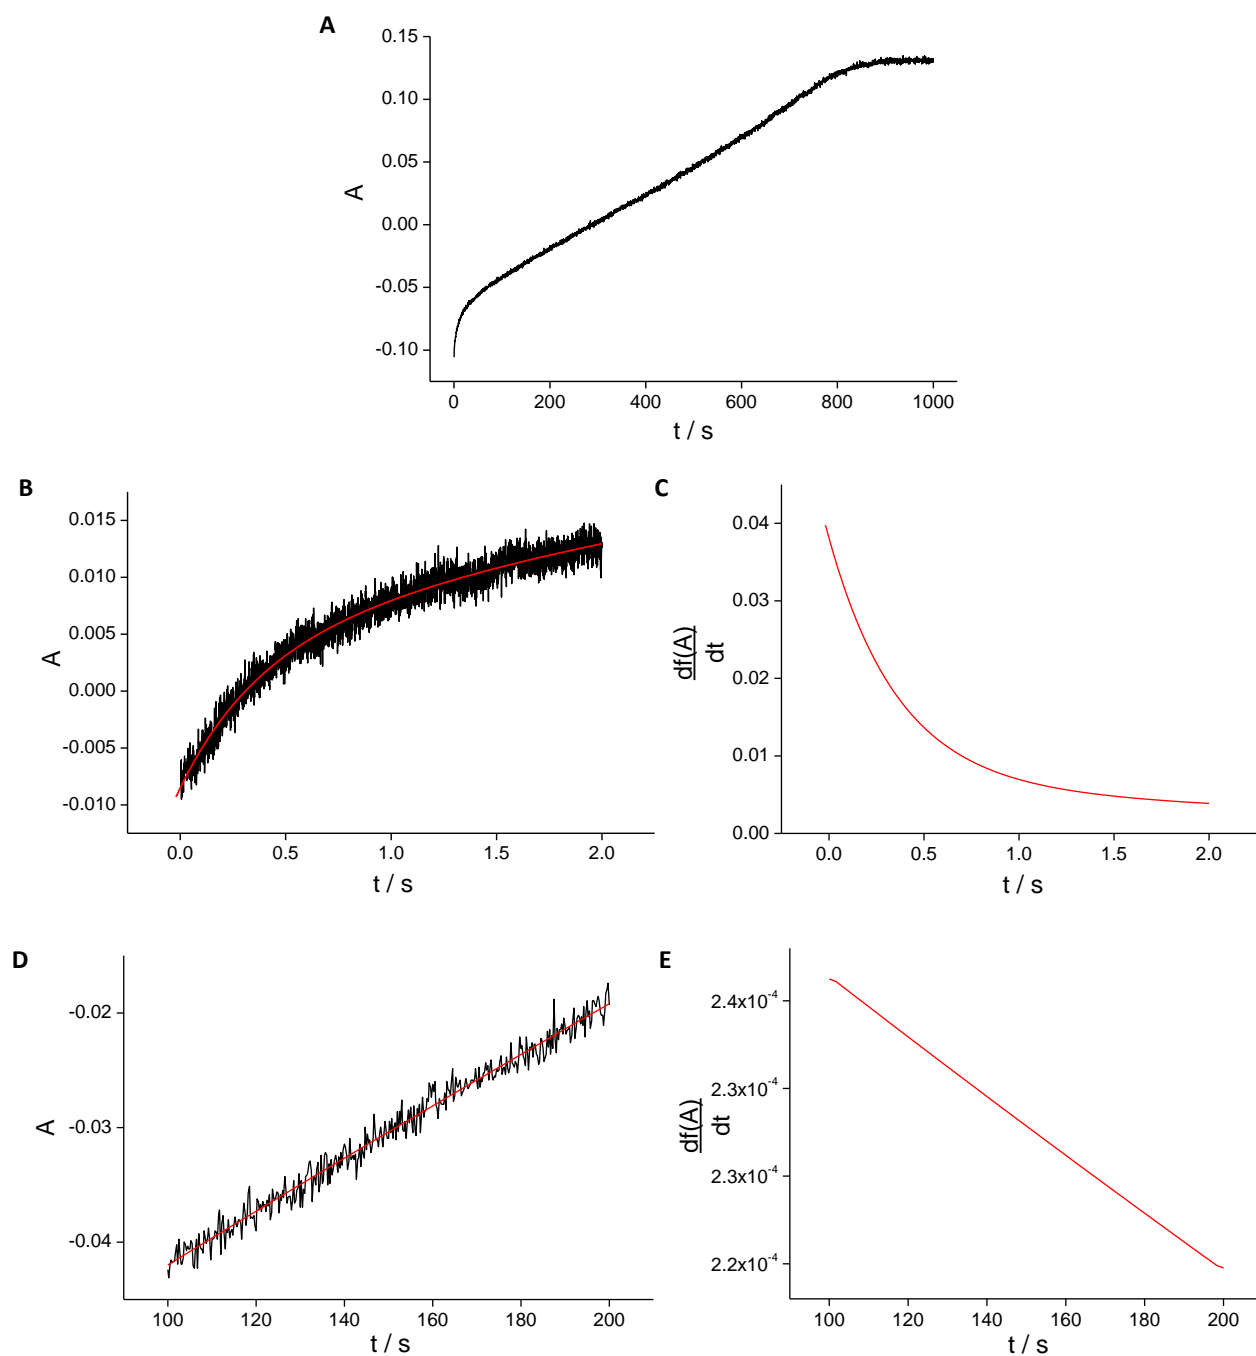 A
0.15
0.10
0.05
0.00
-0.05
-0.10
A
0 200 400 600 800 1000
t / s
B
0.015
0.010
0.005
0.000
-0.005
-0.010
A
0.0 0.5 1.0 1.5 2.0
t / s
C
0.04
0.03
0.02
0.01
0.00
df(A)
dt
0.0 0.5 1.0 1.5 2.0
t / s
D
-0.02
-0.03
-0.04
A
100 120 140 160 180 200
t / s
E
2.4x10⁻⁴
2.3x10⁻⁴
2.3x10⁻⁴
2.2x10⁻⁴
df(A)
dt
100 120 140 160 180 200
t / s